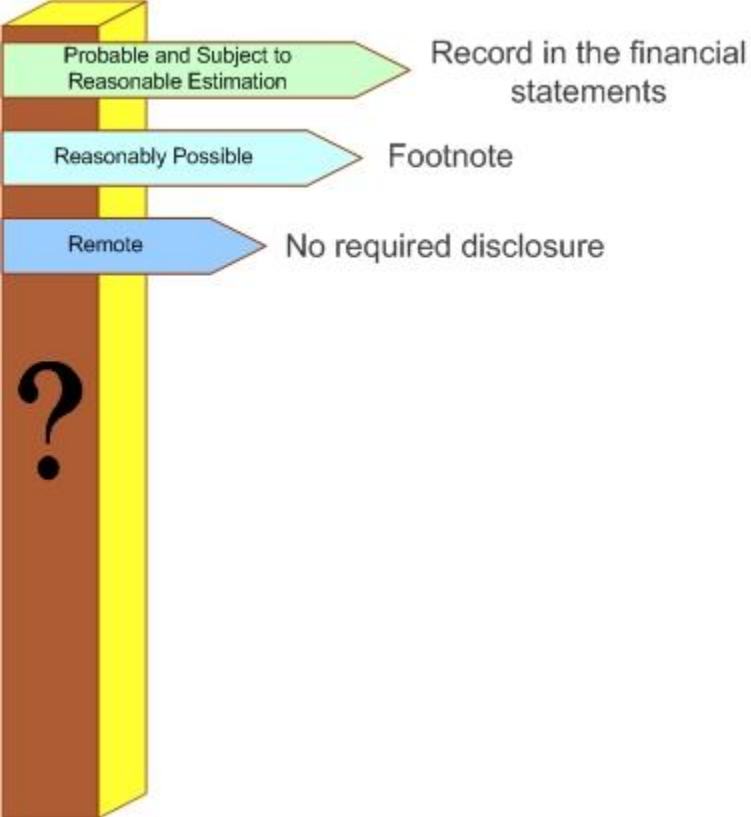 Probable and Subject to
Reasonable Estimation
Record in the financial
statements
Reasonably Possible
Footnote
Remote
No required disclosure
?